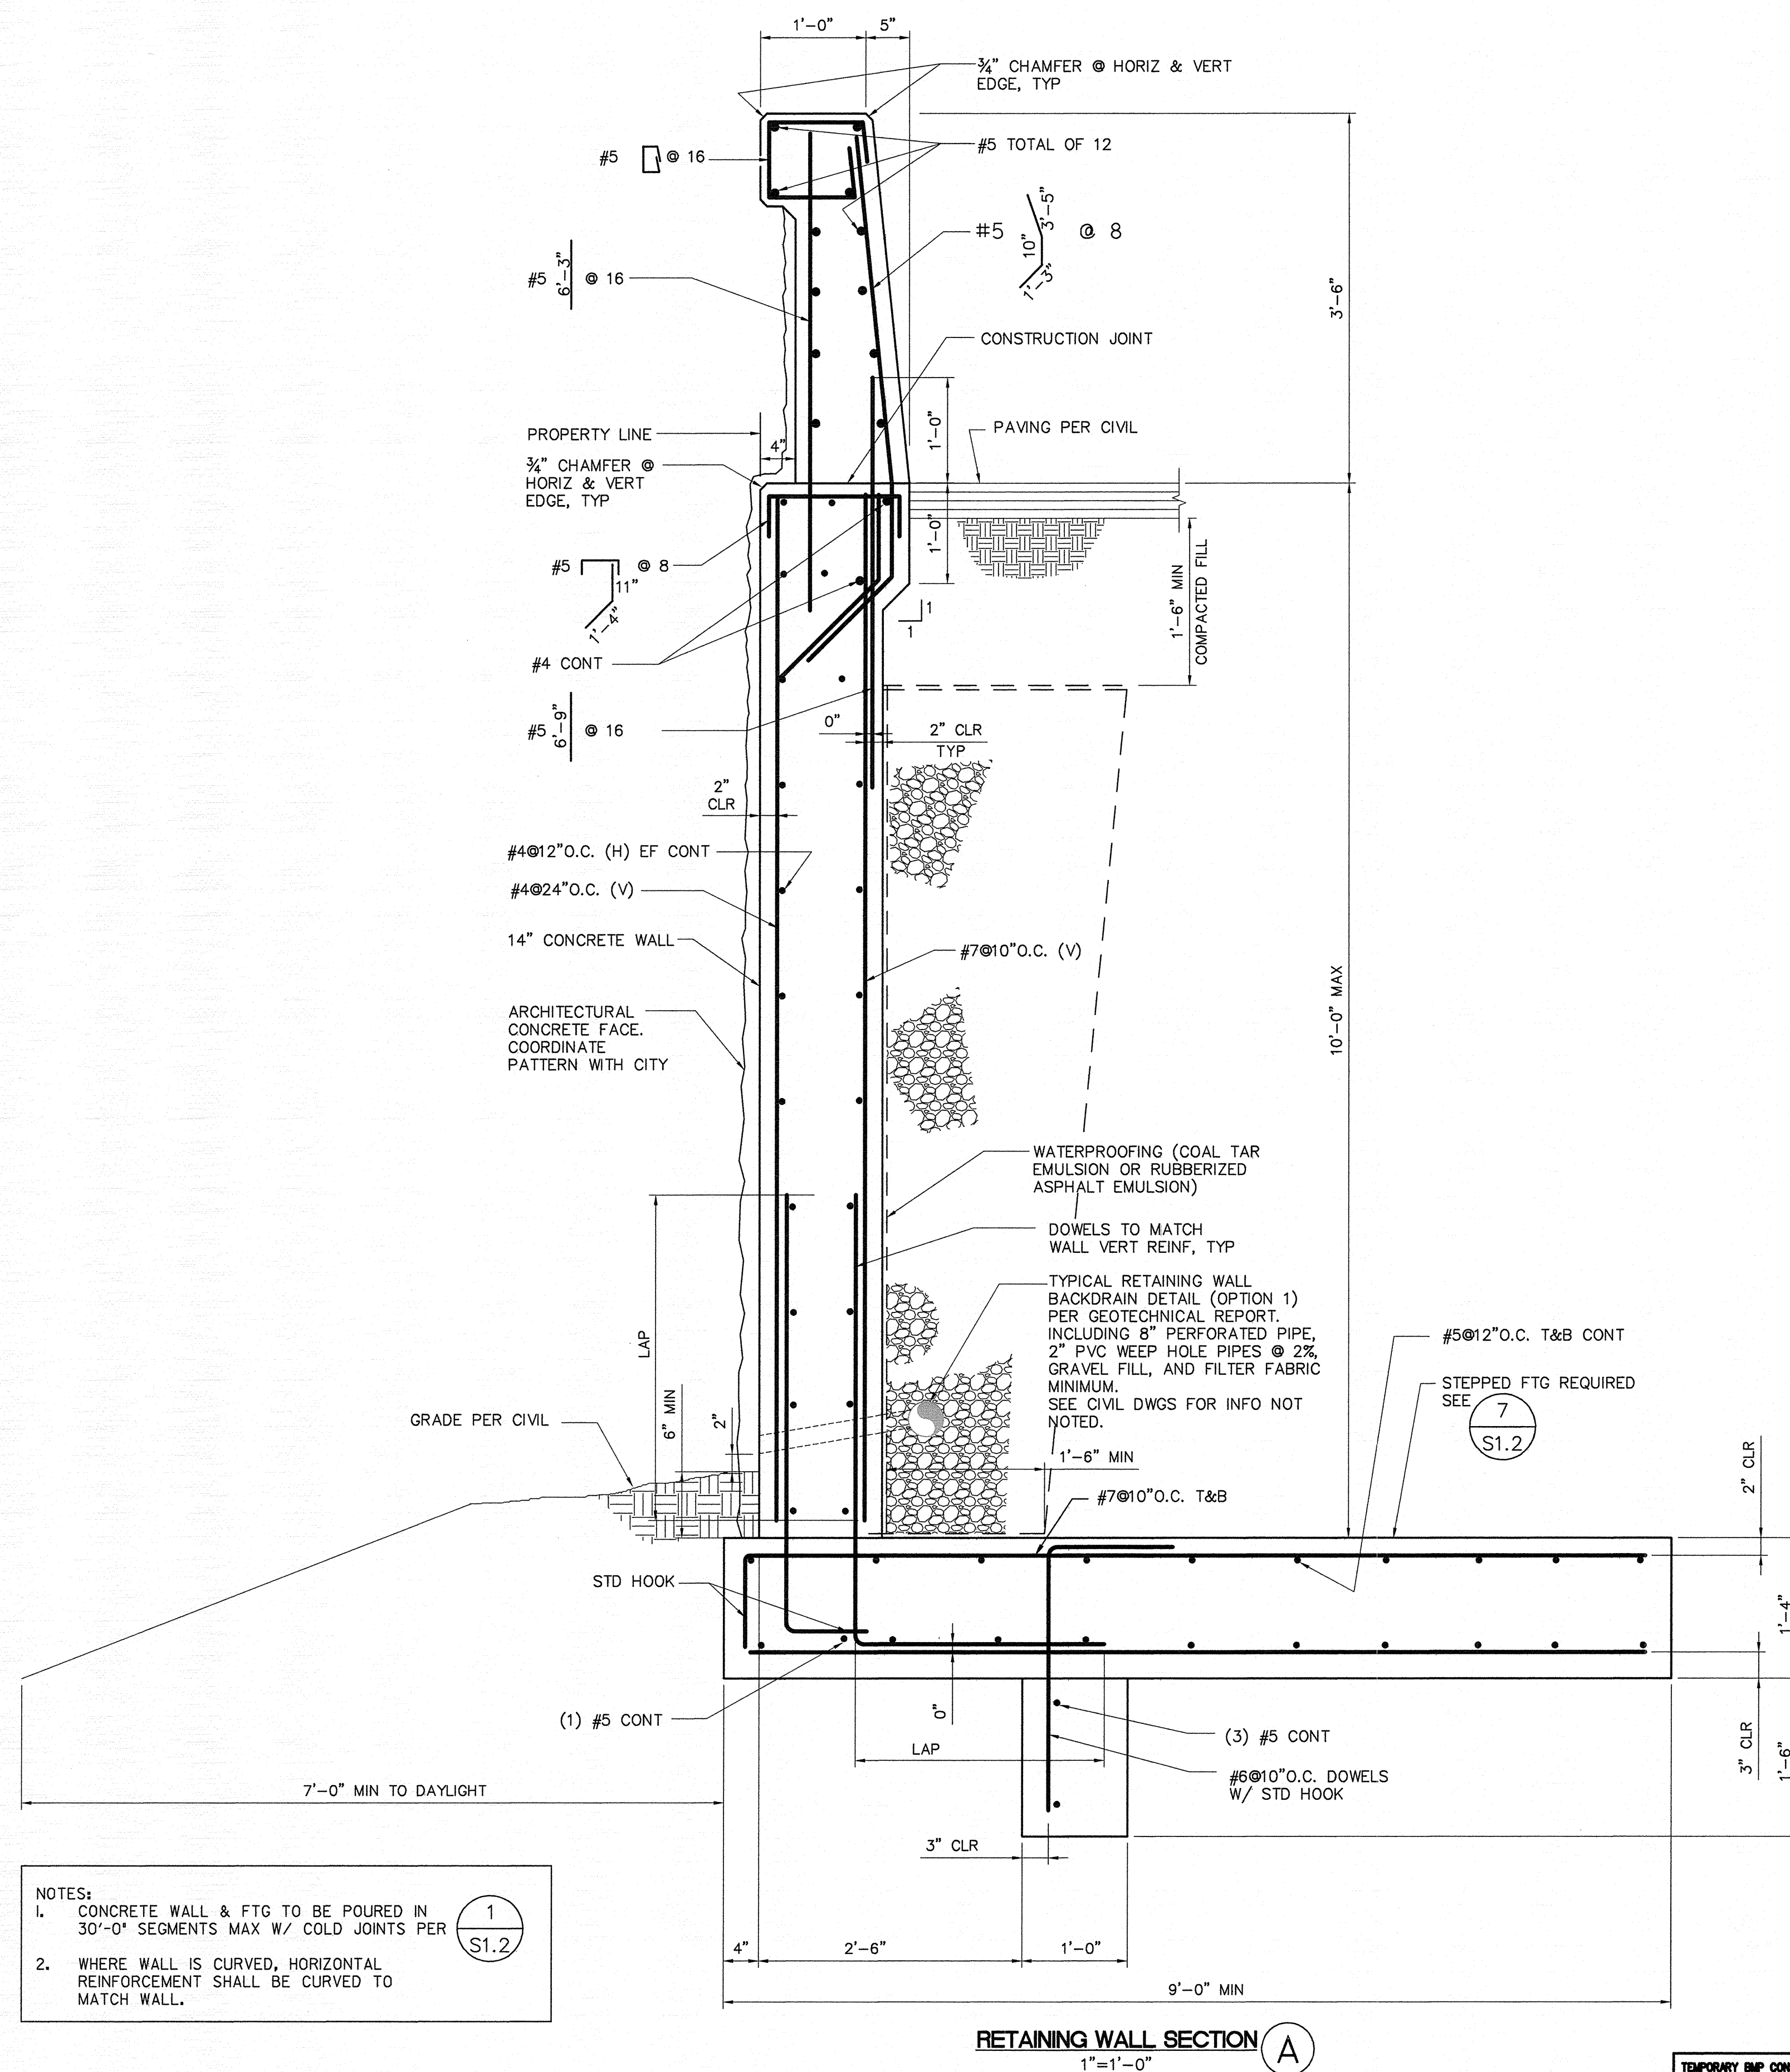 1'-0"
5"
¾" CHAMFER @ HORIZ & VERT
EDGE, TYP
#5 @ 16
#5 TOTAL OF 12
#5 @ 8
10"
3'-5"
1'-3"
#5 6'-3" @ 16
3'-6"
CONSTRUCTION JOINT
PROPERTY LINE
4"
1'-0"
PAVING PER CIVIL
¾" CHAMFER @
HORIZ & VERT
EDGE, TYP
1'-0"
#5 @ 8
11"
1'-4"
1
1
1'-6" MIN
COMPACTED FILL
#4 CONT
#5 6'-9" @ 16
0"
2" CLR
TYP
2"
CLR
#4@12"O.C. (H) EF CONT
#4@24"O.C. (V)
14" CONCRETE WALL
#7@10"O.C. (V)
10'-0" MAX
ARCHITECTURAL
CONCRETE FACE.
COORDINATE
PATTERN WITH CITY
WATERPROOFING (COAL TAR
EMULSION OR RUBBERIZED
ASPHALT EMULSION)
DOWELS TO MATCH
WALL VERT REINF, TYP
TYPICAL RETAINING WALL
BACKDRAIN DETAIL (OPTION 1)
PER GEOTECHNICAL REPORT.
INCLUDING 8" PERFORATED PIPE,
2" PVC WEEP HOLE PIPES @ 2%,
GRAVEL FILL, AND FILTER FABRIC
MINIMUM.
SEE CIVIL DWGS FOR INFO NOT
NOTED.
LAP
#5@12"O.C. T&B CONT
STEPPED FTG REQUIRED
SEE
7
S1.2
GRADE PER CIVIL
6" MIN
2"
1'-6" MIN
#7@10"O.C. T&B
2" CLR
STD HOOK
1'-4"
(1) #5 CONT
0"
LAP
(3) #5 CONT
#6@10"O.C. DOWELS
W/ STD HOOK
3" CLR
1'-6"
7'-0" MIN TO DAYLIGHT
3" CLR
NOTES:
1. CONCRETE WALL & FTG TO BE POURED IN
30'-0" SEGMENTS MAX W/ COLD JOINTS PER
1
S1.2
2. WHERE WALL IS CURVED, HORIZONTAL
REINFORCEMENT SHALL BE CURVED TO
MATCH WALL.
4"
2'-6"
1'-0"
9'-0" MIN
RETAINING WALL SECTION A
1"=1'-0"
TEMPORARY BMP